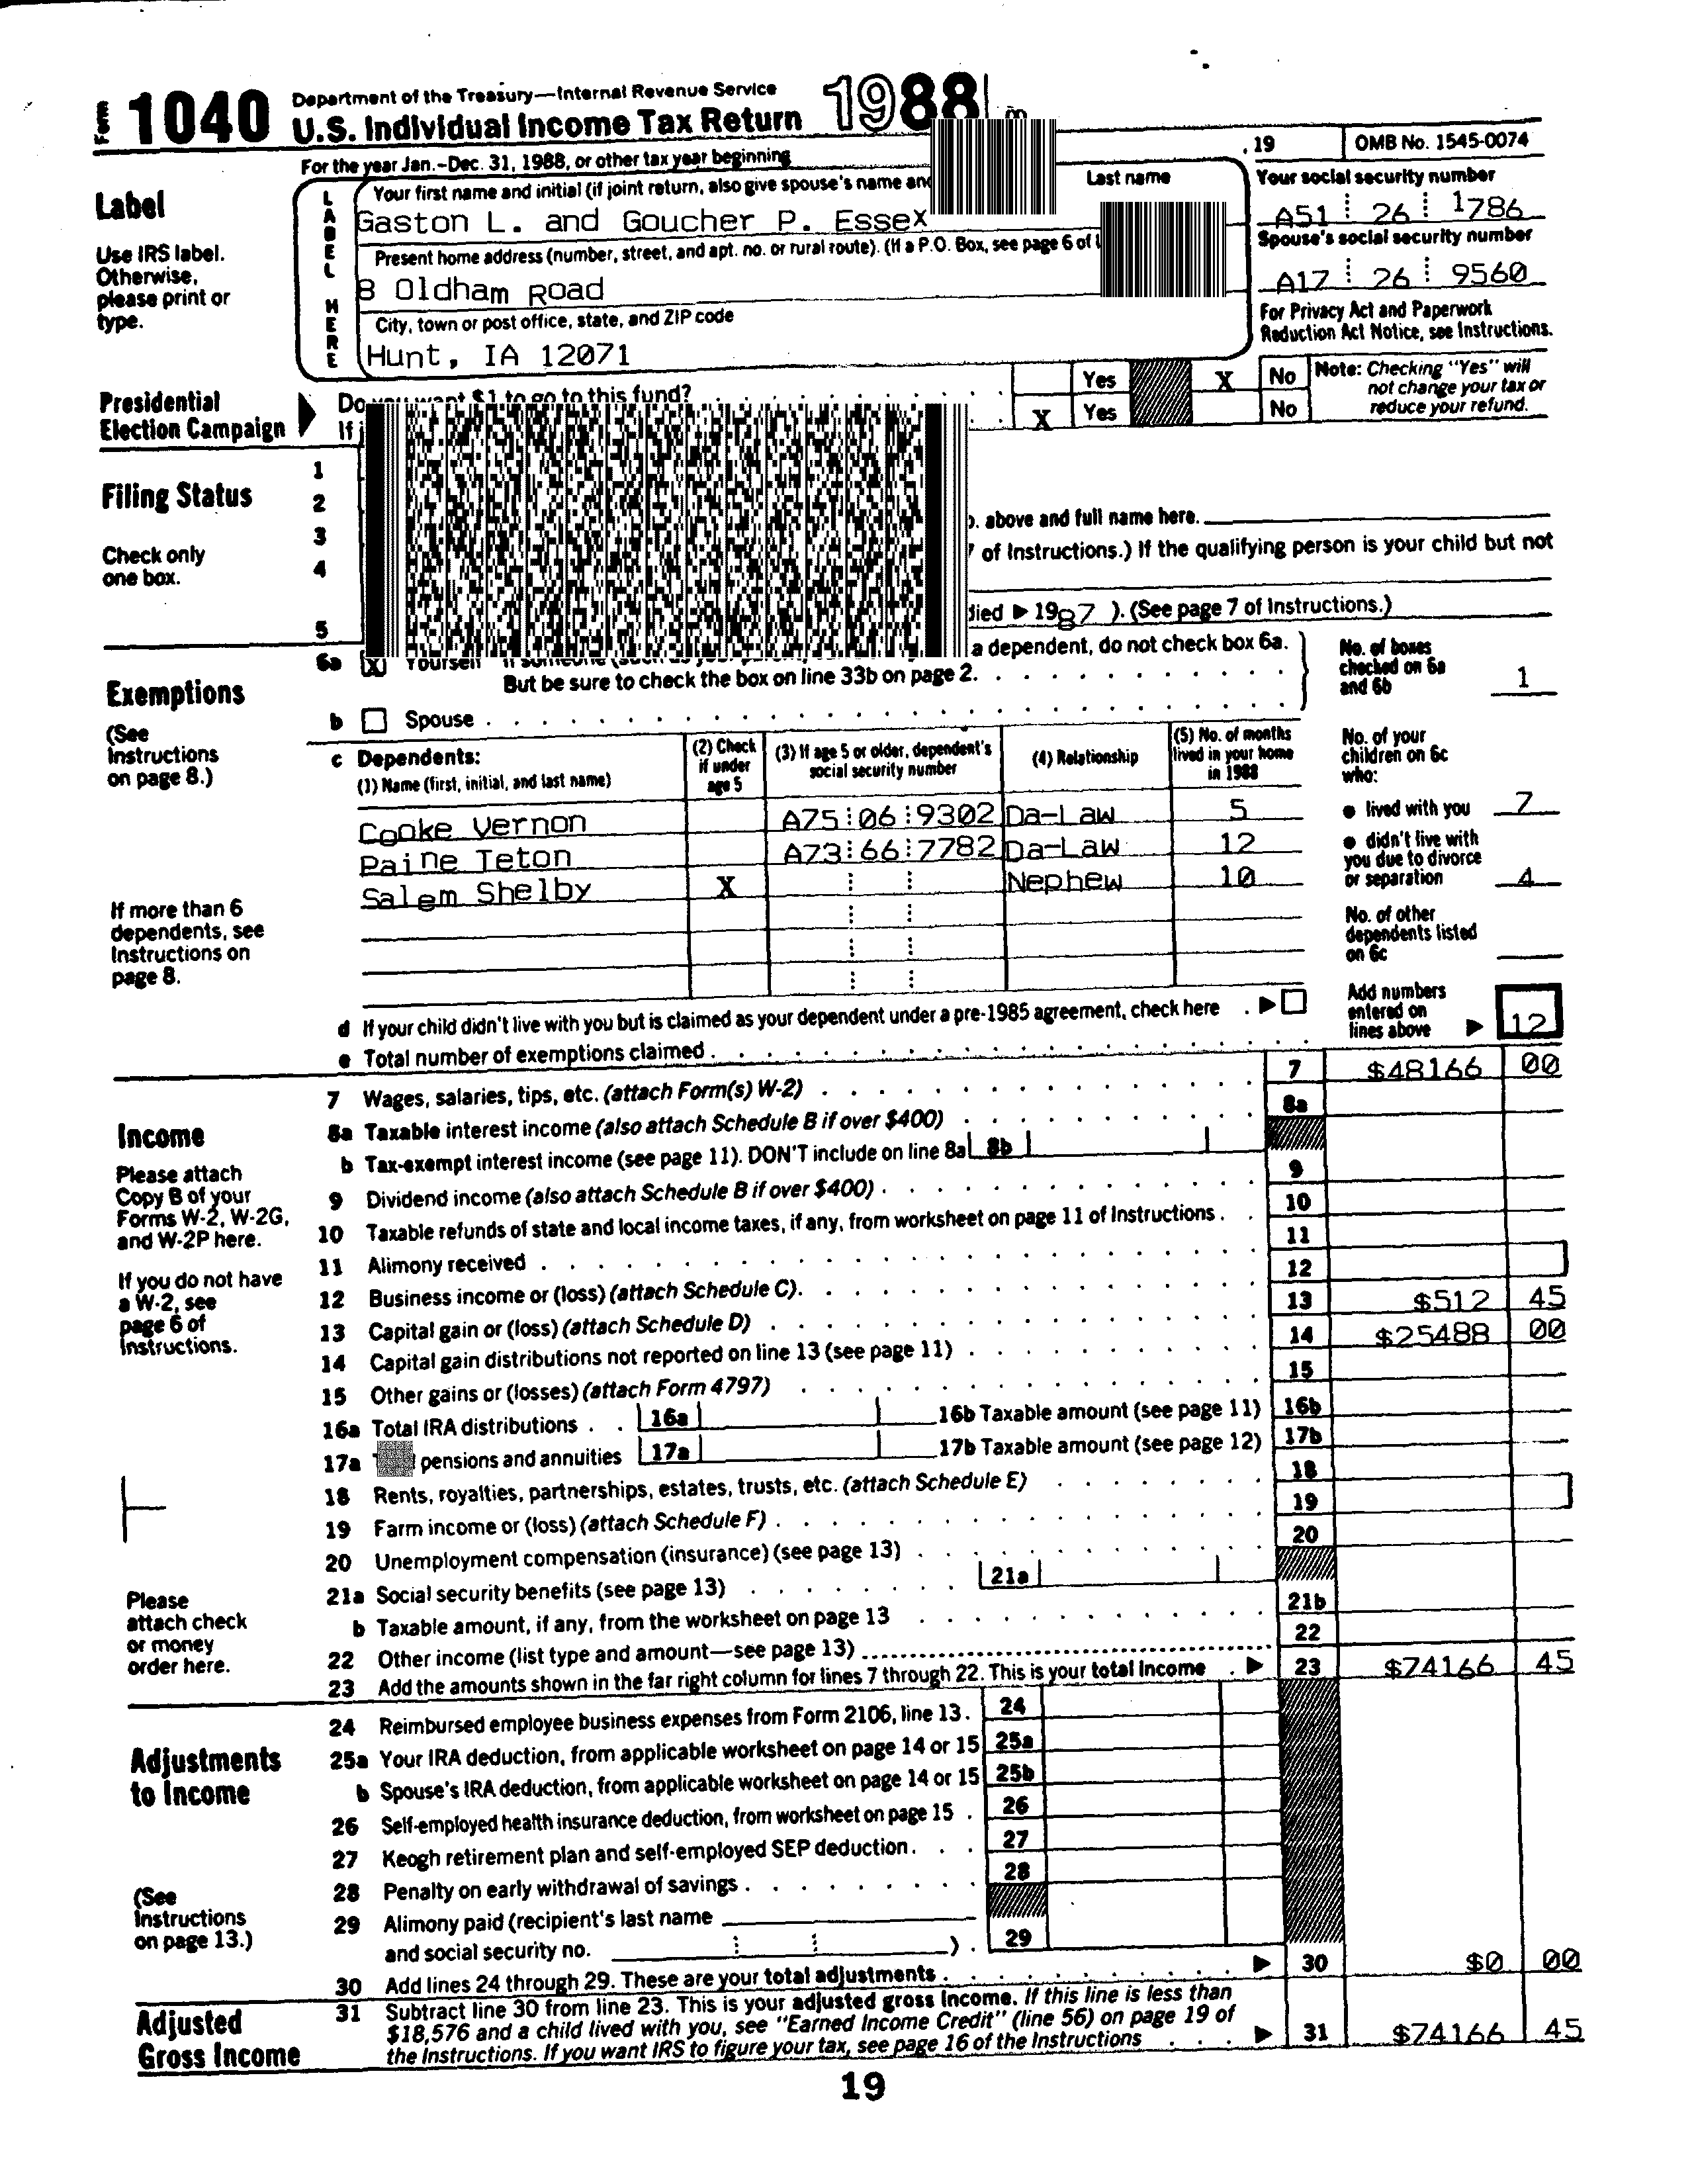 Form 1040 Department of the Treasury—Internal Revenue Service
U.S. Individual Income Tax Return 1988
For the year Jan.–Dec. 31, 1988, or other tax year beginning , 19 OMB No. 1545-0074
Label
Use IRS label.
Otherwise,
please print or
type.
LABEL HERE
Your first name and initial (if joint return, also give spouse's name and Last name
Gaston L. and Goucher P. Essex
Present home address (number, street, and apt. no. or rural route). (If a P.O. Box, see page 6 of
8 Oldham Road
City, town or post office, state, and ZIP code
Hunt, IA 12071
Your social security number
A51 26 1786
Spouse's social security number
A17 26 9560
For Privacy Act and Paperwork
Reduction Act Notice, see Instructions.
Presidential
Election Campaign
Do you want $1 to go to this fund? Yes X No
If X Yes No
Note: Checking "Yes" will
not change your tax or
reduce your refund.
Filing Status
Check only
one box.
1
2
3 above and full name here.
4 of Instructions.) If the qualifying person is your child but not
5 died ▶ 1987 ). (See page 7 of Instructions.)
Exemptions
(See
Instructions
on page 8.)
6a X Yourself If someone a dependent, do not check box 6a.
But be sure to check the box on line 33b on page 2.
b Spouse
No. of boxes
checked on 6a
and 6b 1
c Dependents:
(1) Name (first, initial, and last name)
(2) Check
if under
age 5
(3) If age 5 or older, dependent's
social security number
(4) Relationship
(5) No. of months
lived in your home
in 1988
Cooke Vernon A75 06 9302 Da-Law 5
Paine Teton A73 66 7782 Da-Law 12
Salem Shelby X Nephew 10
If more than 6
dependents, see
Instructions on
page 8.
No. of your
children on 6c
who:
● lived with you 7
● didn't live with
you due to divorce
or separation 4
No. of other
dependents listed
on 6c
d If your child didn't live with you but is claimed as your dependent under a pre-1985 agreement, check here ▶
e Total number of exemptions claimed
Add numbers
entered on
lines above ▶ 12
Income
Please attach
Copy B of your
Forms W-2, W-2G,
and W-2P here.
If you do not have
a W-2, see
page 6 of
Instructions.
Please
attach check
or money
order here.
7 Wages, salaries, tips, etc. (attach Form(s) W-2) 7 $48166 00
8a Taxable interest income (also attach Schedule B if over $400) 8a
b Tax-exempt interest income (see page 11). DON'T include on line 8a 8b
9 Dividend income (also attach Schedule B if over $400) 9
10 Taxable refunds of state and local income taxes, if any, from worksheet on page 11 of Instructions 10
11 Alimony received 11
12 Business income or (loss) (attach Schedule C) 12
13 Capital gain or (loss) (attach Schedule D) 13 $512 45
14 Capital gain distributions not reported on line 13 (see page 11) 14 $25488 00
15 Other gains or (losses) (attach Form 4797) 15
16a Total IRA distributions 16a 16b Taxable amount (see page 11) 16b
17a pensions and annuities 17a 17b Taxable amount (see page 12) 17b
18 Rents, royalties, partnerships, estates, trusts, etc. (attach Schedule E) 18
19 Farm income or (loss) (attach Schedule F) 19
20 Unemployment compensation (insurance) (see page 13) 20
21a Social security benefits (see page 13) 21a
b Taxable amount, if any, from the worksheet on page 13 21b
22 Other income (list type and amount—see page 13) 22
23 Add the amounts shown in the far right column for lines 7 through 22. This is your total income ▶ 23 $74166 45
Adjustments
to Income
(See
Instructions
on page 13.)
24 Reimbursed employee business expenses from Form 2106, line 13. 24
25a Your IRA deduction, from applicable worksheet on page 14 or 15 25a
b Spouse's IRA deduction, from applicable worksheet on page 14 or 15 25b
26 Self-employed health insurance deduction, from worksheet on page 15 26
27 Keogh retirement plan and self-employed SEP deduction 27
28 Penalty on early withdrawal of savings 28
29 Alimony paid (recipient's last name
and social security no. ) 29
30 Add lines 24 through 29. These are your total adjustments ▶ 30 $0 00
Adjusted
Gross Income
31 Subtract line 30 from line 23. This is your adjusted gross income. If this line is less than
$18,576 and a child lived with you, see "Earned Income Credit" (line 56) on page 19 of
the Instructions. If you want IRS to figure your tax, see page 16 of the Instructions ▶ 31 $74166 45
19